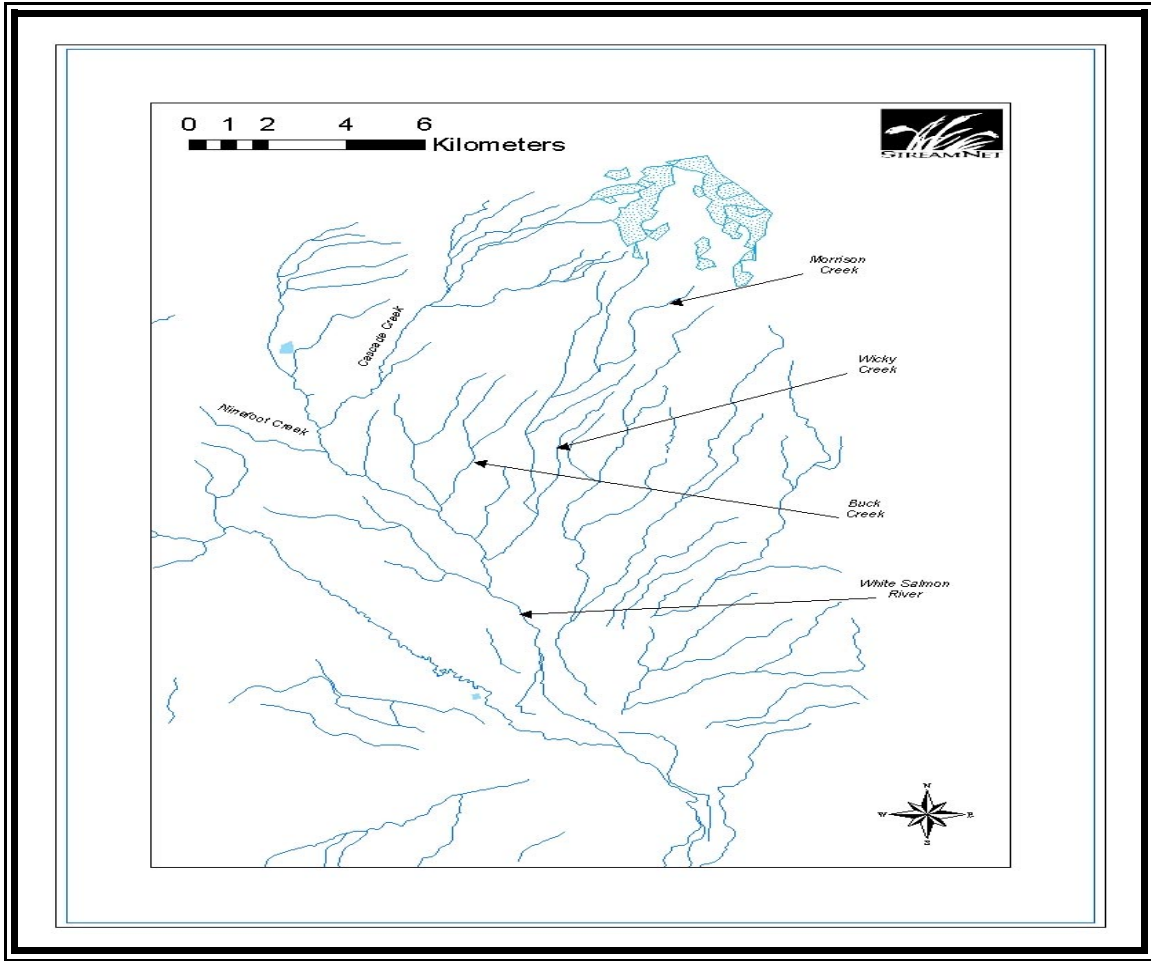 0 1 2 4 6
Kilometers
STREAMNET
Morrison
Creek
Cascade Creek
Wicky
Creek
Ninefoot Creek
Buck
Creek
White Salmon
River
N
W E
S